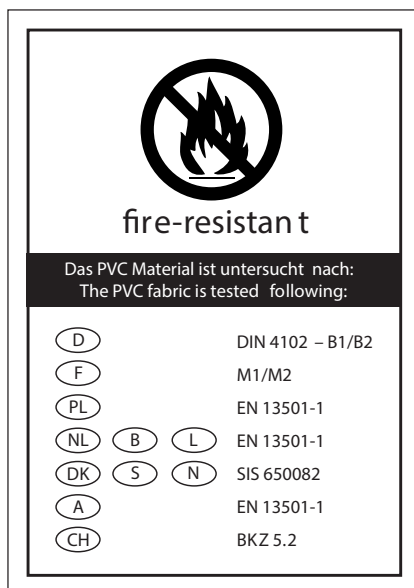 fire-resistant
Das PVC Material ist untersucht nach:
The PVC fabric is tested following:
D DIN 4102 – B1/B2
F M1/M2
PL EN 13501-1
NL B L EN 13501-1
DK S N SIS 650082
A EN 13501-1
CH BKZ 5.2